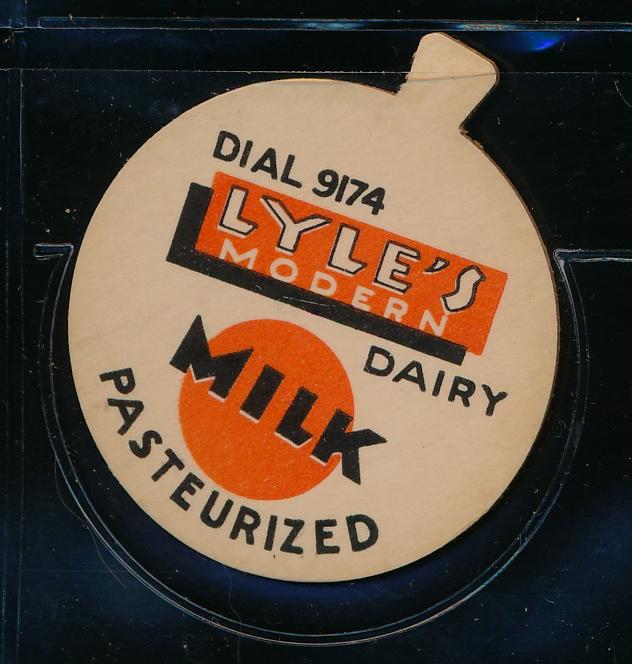 DIAL 9174
LYLE'S
MODERN
DAIRY
MILK
PASTEURIZED